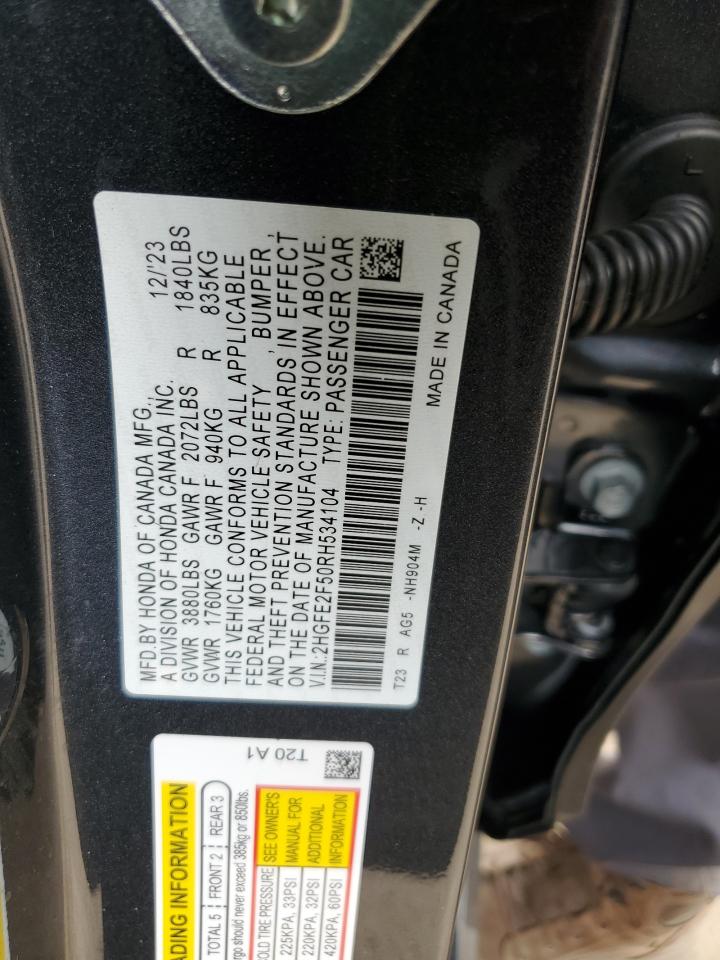 MFD.BY HONDA OF CANADA MFG., 12/'23
A DIVISION OF HONDA CANADA INC.
GVWR 3880LBS GAWR F 2072LBS R 1840LBS
GVWR 1760KG GAWR F 940KG R 835KG
THIS VEHICLE CONFORMS TO ALL APPLICABLE
FEDERAL MOTOR VEHICLE SAFETY , BUMPER ,
AND THEFT PREVENTION STANDARDS, IN EFFECT
ON THE DATE OF MANUFACTURE SHOWN ABOVE.
V.I.N.:2HGFE2F50RH534104 TYPE: PASSENGER CAR
T23 R AG5 -NH904M -Z -H
MADE IN CANADA
T20 A1
INFORMATION
TOTAL 5 FRONT 2 REAR 3
should never exceed 385kg or 850lbs.
TIRE PRESSURE SEE OWNER'S
225KPA, 33PSI MANUAL FOR
220KPA, 32PSI ADDITIONAL
420KPA, 60PSI INFORMATION
L